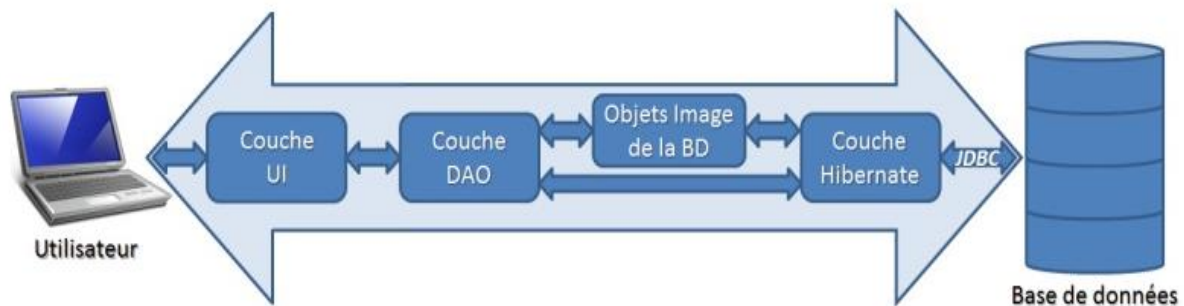 Utilisateur
Couche
UI
Couche
DAO
Objets Image
de la BD
Couche
Hibernate
JDBC
Base de données